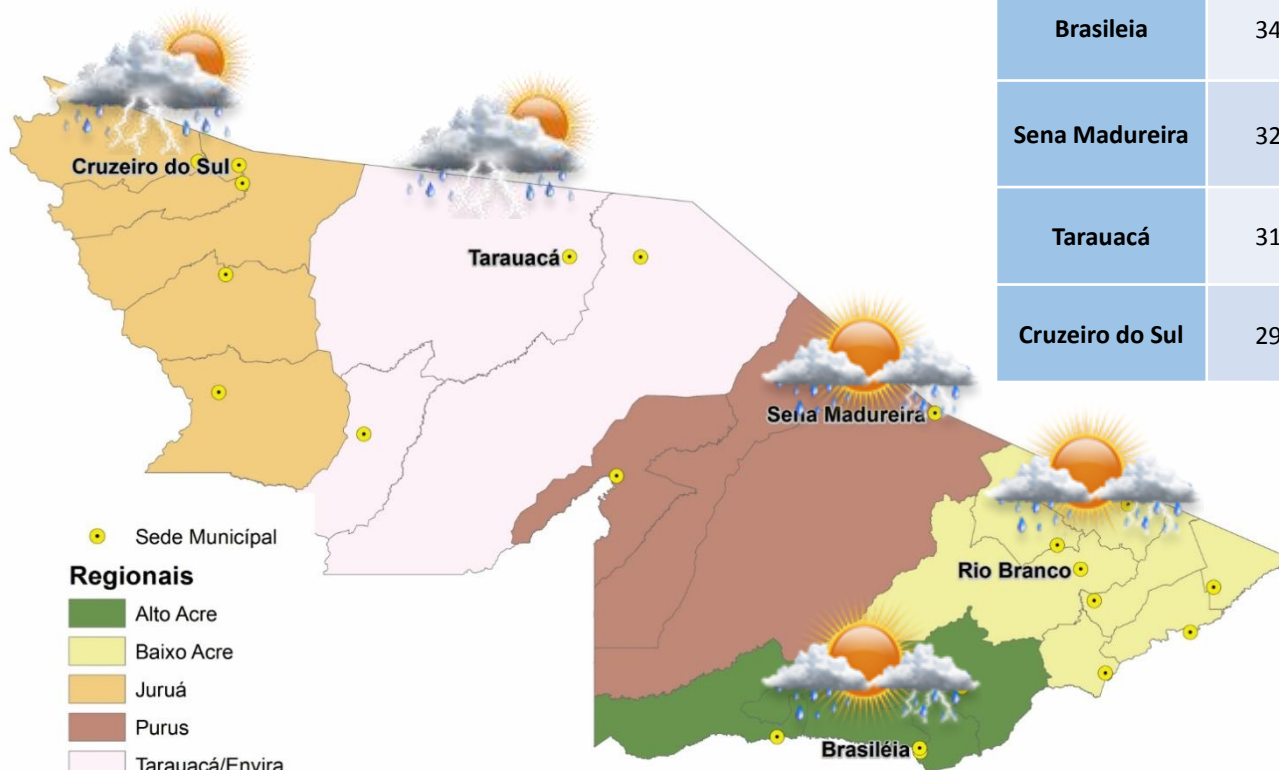 Brasileia 34
Sena Madureira 32
Tarauacá 31
Cruzeiro do Sul 29
Cruzeiro do Sul
Tarauacá
Sena Madureira
Rio Branco
Brasiléia
Sede Municípal
Regionais
Alto Acre
Baixo Acre
Juruá
Purus
Tarauacá/Envira